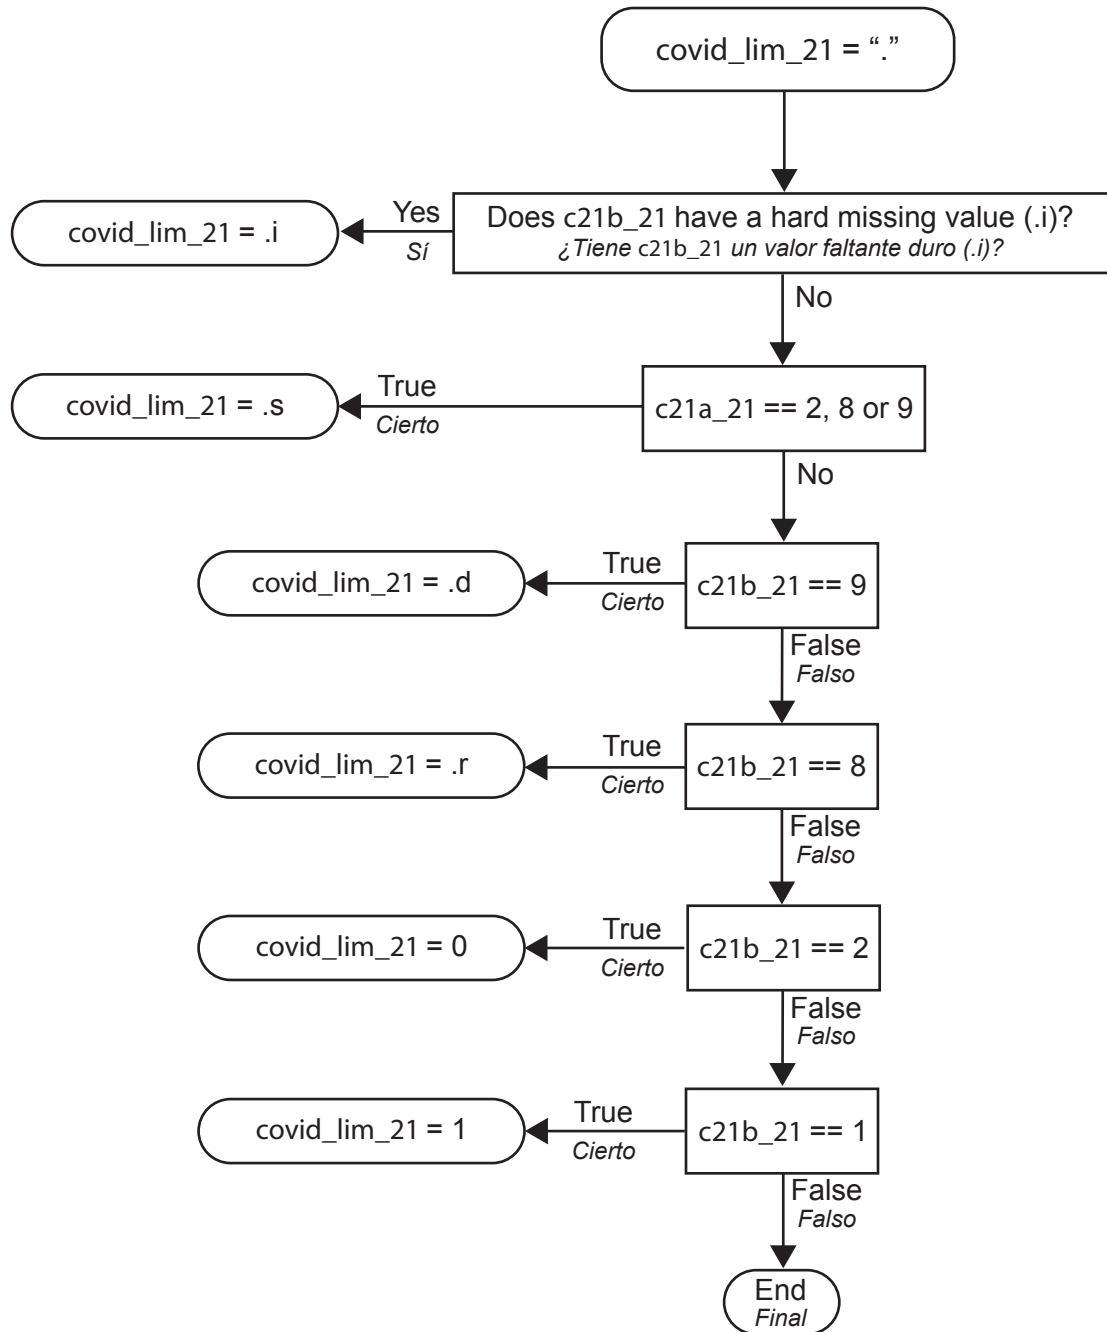 covid_lim_21 = “.”
Does c21b_21 have a hard missing value (.i)?
¿Tiene c21b_21 un valor faltante duro (.i)?
Yes
Sí
covid_lim_21 = .i
No
c21a_21 == 2, 8 or 9
True
Cierto
covid_lim_21 = .s
No
c21b_21 == 9
True
Cierto
covid_lim_21 = .d
False
Falso
c21b_21 == 8
True
Cierto
covid_lim_21 = .r
False
Falso
c21b_21 == 2
True
Cierto
covid_lim_21 = 0
False
Falso
c21b_21 == 1
True
Cierto
covid_lim_21 = 1
False
Falso
End
Final